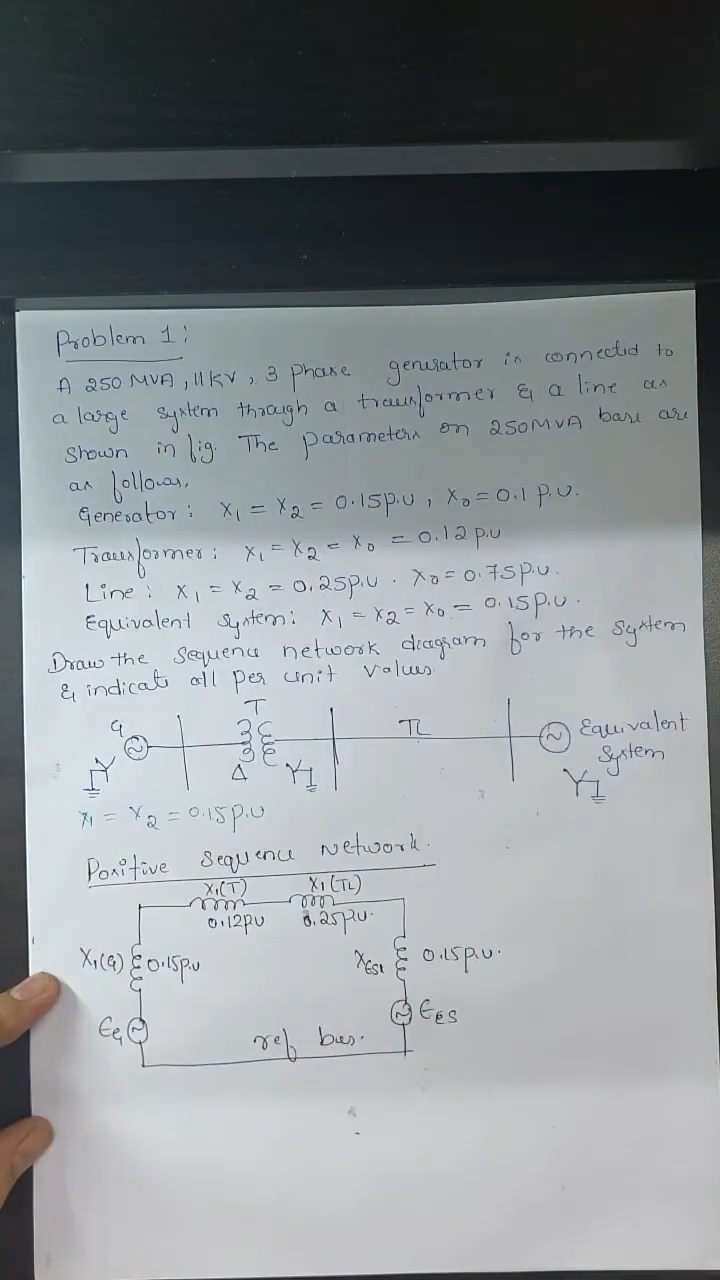 Problem 1:
A 250 MVA, 11KV, 3 Phase generator is connected to
a large system through a transformer & a line as
shown in fig. The parameters on 250MVA base are
as follows.
Generator: X1 = X2 = 0.15p.u, X0 = 0.1 P.U.
Transformer: X1 = X2 = X0 = 0.12 p.u
Line: X1 = X2 = 0.25p.u. X0 = 0.75p.u.
Equivalent system: X1 = X2 = X0 = 0.15p.u.
Draw the sequence network diagram for the system
& indicate all per unit values.
G T TL Equivalent
System
Y Δ Y Y
X1 = X2 = 0.15p.u
Positive sequence Network.
X1(T) X1(TL)
0.12PU 0.25p.u.
X1(G) 0.15p.u XES1 0.15p.u.
EG EES
ref bus.